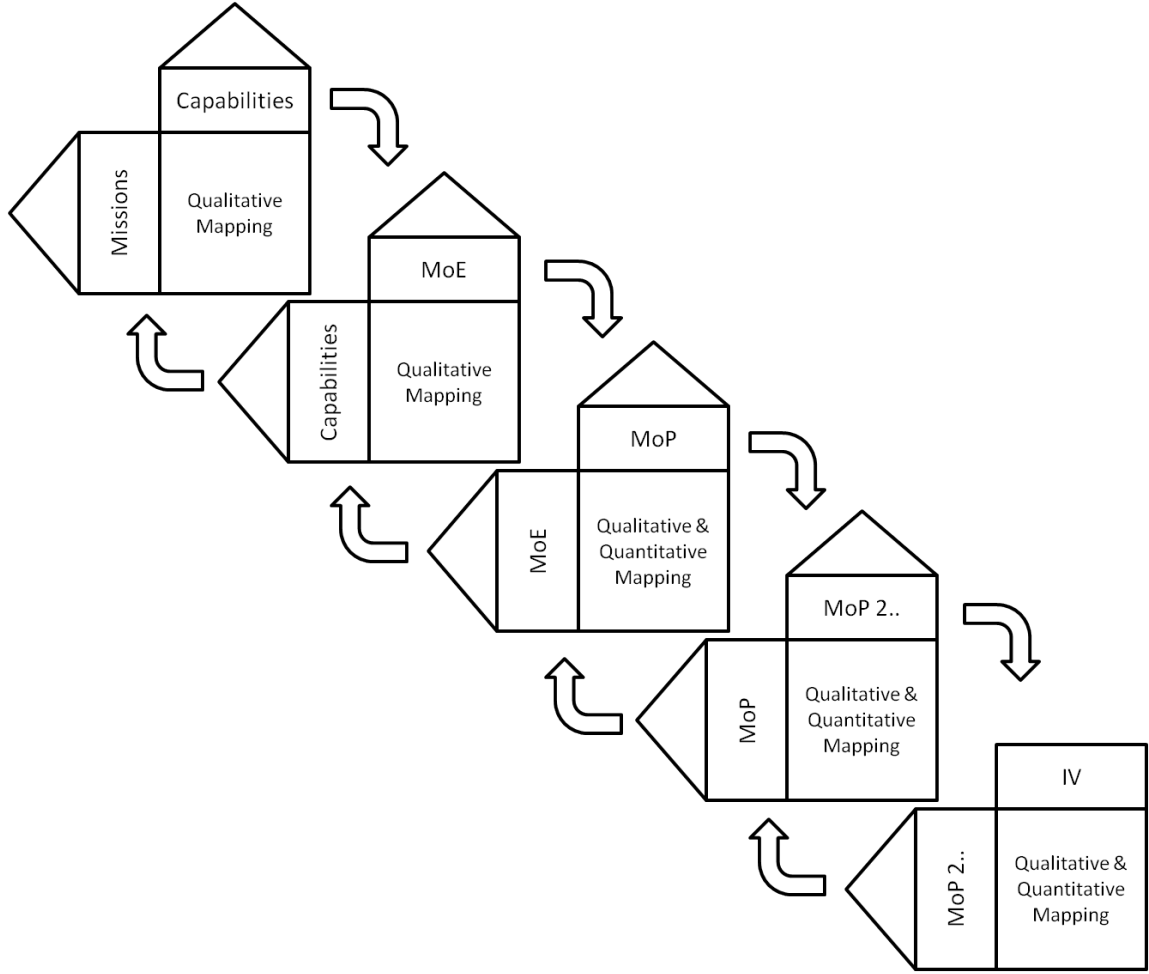 Capabilities
Missions
Qualitative
Mapping
MoE
Capabilities
Qualitative
Mapping
MoP
MoE
Qualitative &
Quantitative
Mapping
MoP 2..
MoP
Qualitative &
Quantitative
Mapping
IV
MoP 2..
Qualitative &
Quantitative
Mapping